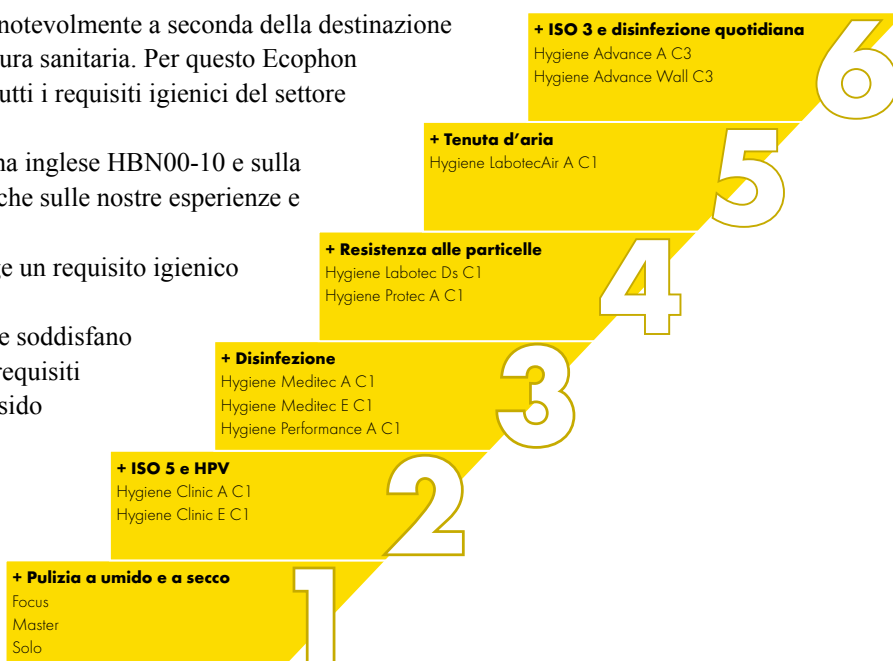 notevolmente a seconda della destinazione
ura sanitaria. Per questo Ecophon
utti i requisiti igienici del settore
na inglese HBN00-10 e sulla
che sulle nostre esperienze e
ge un requisito igienico
e soddisfano
requisiti
sido
+ ISO 3 e disinfezione quotidiana
Hygiene Advance A C3
Hygiene Advance Wall C3
6
+ Tenuta d'aria
Hygiene LabotecAir A C1
5
+ Resistenza alle particelle
Hygiene Labotec Ds C1
Hygiene Protec A C1
4
+ Disinfezione
Hygiene Meditec A C1
Hygiene Meditec E C1
Hygiene Performance A C1
3
+ ISO 5 e HPV
Hygiene Clinic A C1
Hygiene Clinic E C1
2
+ Pulizia a umido e a secco
Focus
Master
Solo
1